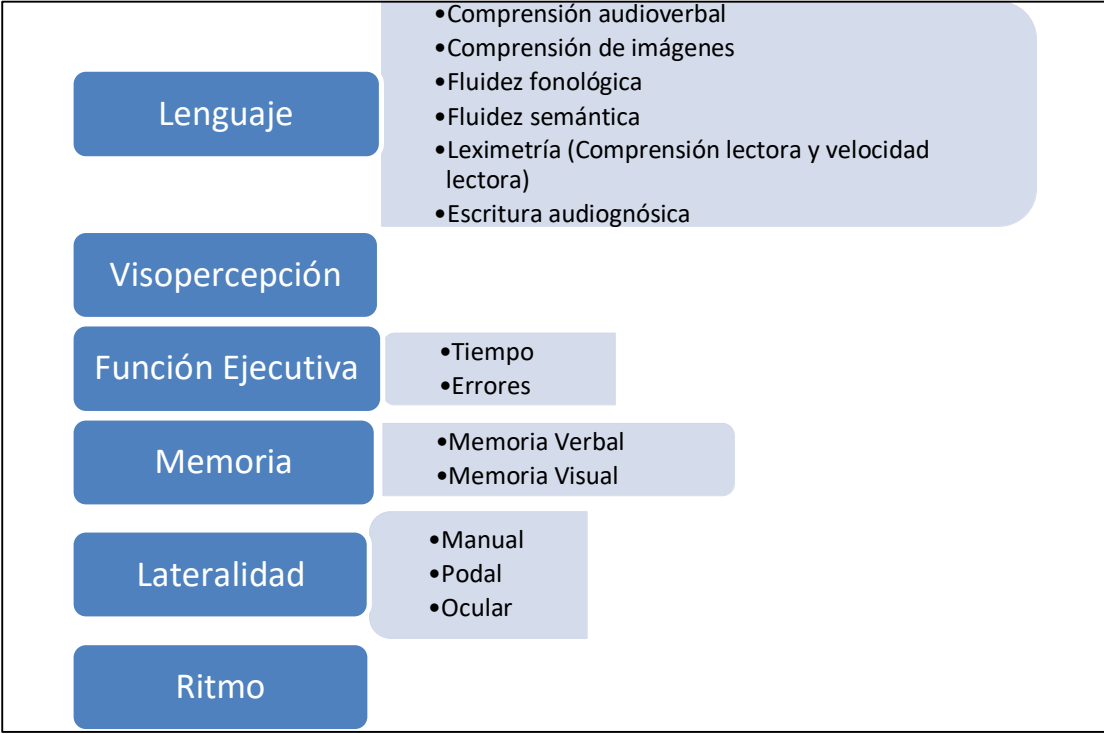 Lenguaje
•Comprensión audioverbal
•Comprensión de imágenes
•Fluidez fonológica
•Fluidez semántica
•Leximetría (Comprensión lectora y velocidad
lectora)
•Escritura audiognósica
Visopercepción
Función Ejecutiva
•Tiempo
•Errores
Memoria
•Memoria Verbal
•Memoria Visual
Lateralidad
•Manual
•Podal
•Ocular
Ritmo